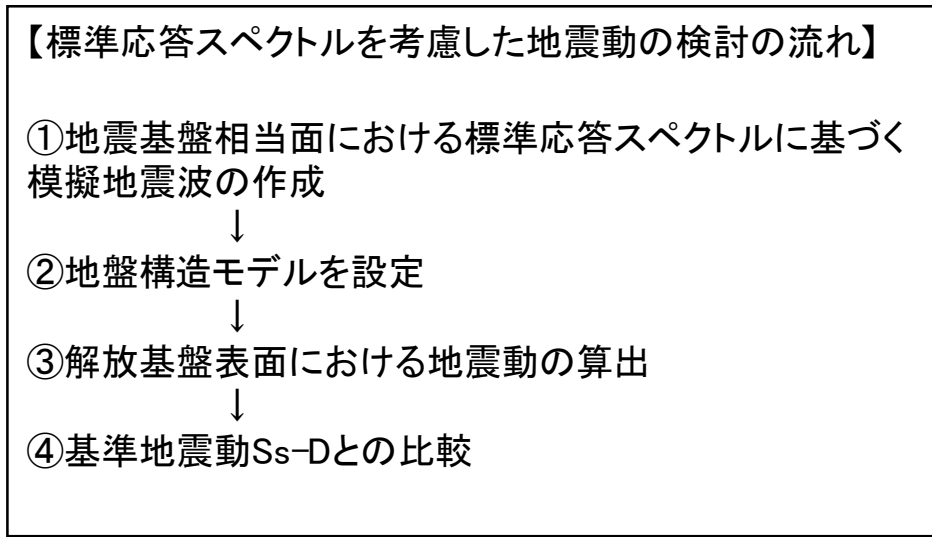 【標準応答スペクトルを考慮した地震動の検討の流れ】
①地震基盤相当面における標準応答スペクトルに基づく
模擬地震波の作成
↓
②地盤構造モデルを設定
↓
③解放基盤表面における地震動の算出
↓
④基準地震動Ss-Dとの比較